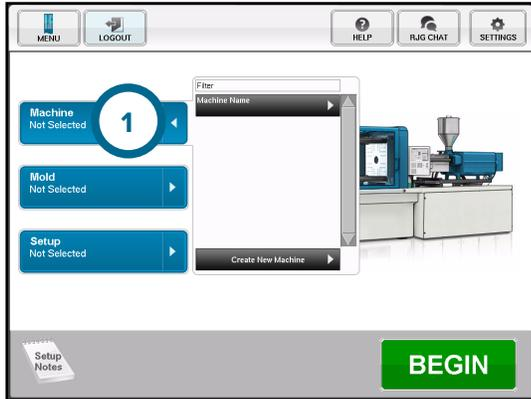 MENU
LOGOUT
HELP
RJG CHAT
SETTINGS
Filter
Machine
Not Selected
1
Machine Name
Mold
Not Selected
Setup
Not Selected
Create New Machine
Setup
Notes
BEGIN